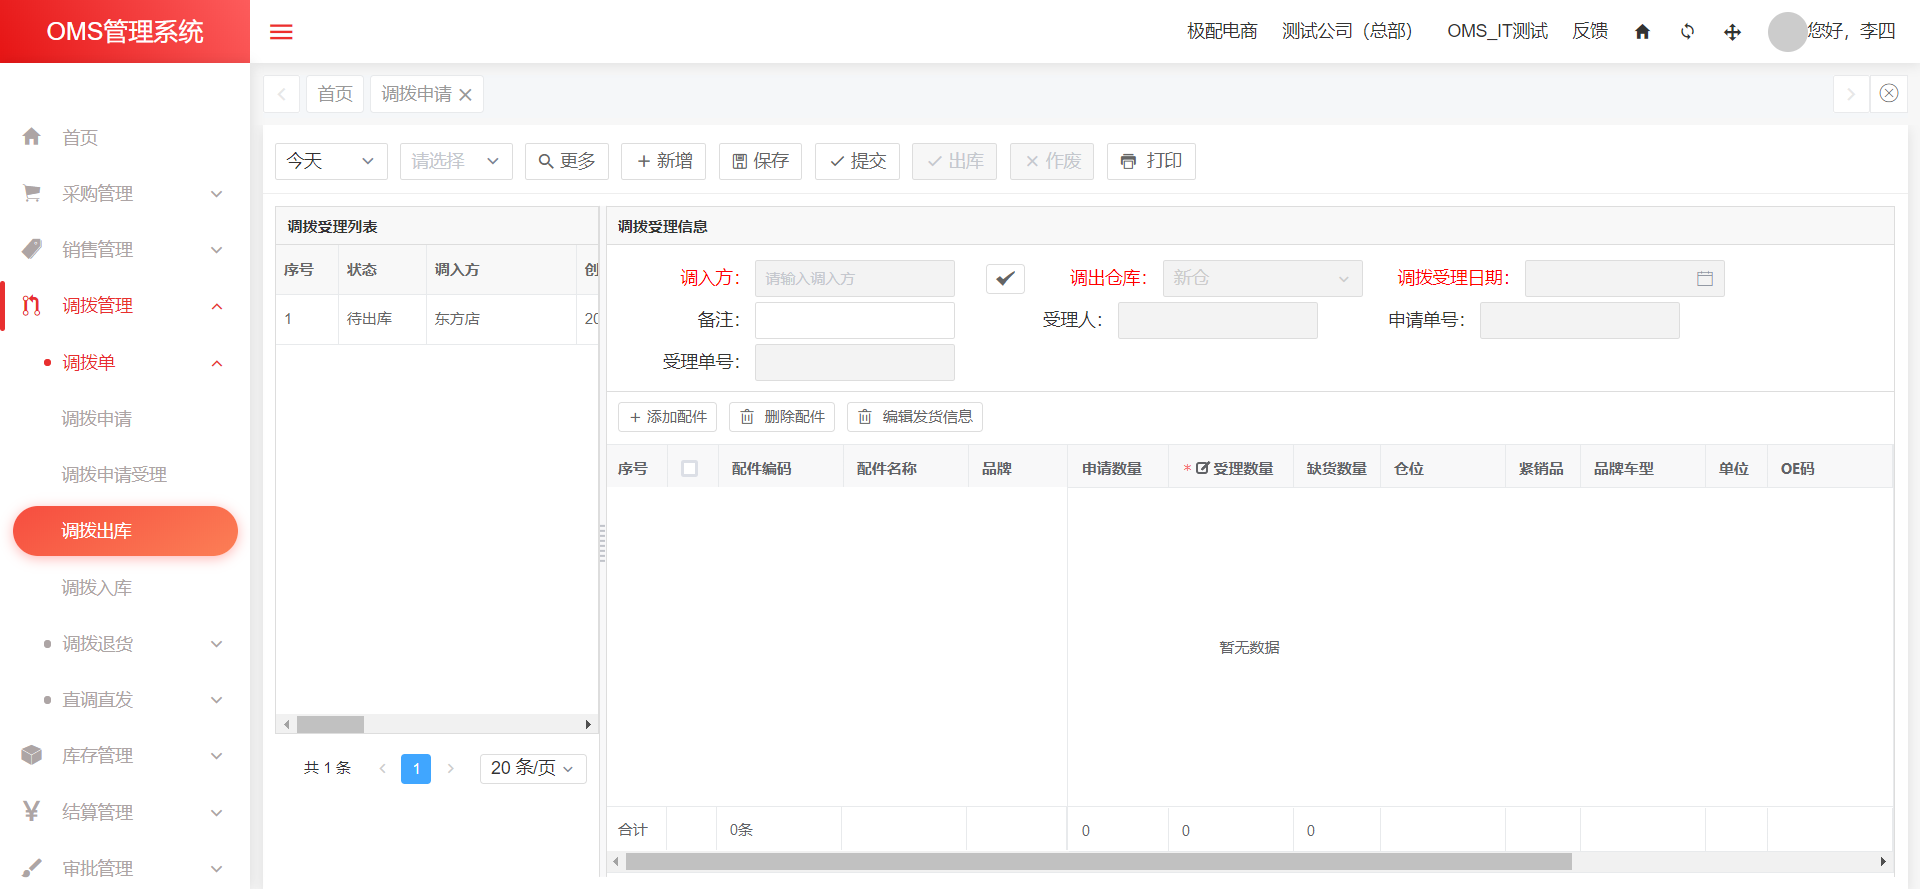 OMS管理系统
极配电商 测试公司（总部） OMS_IT测试 反馈 您好，李四
首页 调拨申请
首页
采购管理
销售管理
调拨管理
调拨单
调拨申请
调拨申请受理
调拨出库
调拨入库
调拨退货
直调直发
库存管理
¥ 结算管理
审批管理
今天 请选择 更多 新增 保存 提交 出库 作废 打印
调拨受理列表
序号 状态 调入方 创
1 待出库 东方店 20
共 1 条 1 20 条/页
调拨受理信息
调入方： 请输入调入方 调出仓库： 新仓 调拨受理日期：
备注： 受理人： 申请单号：
受理单号：
添加配件 删除配件 编辑发货信息
序号 配件编码 配件名称 品牌 申请数量 * 受理数量 缺货数量 仓位 紧销品 品牌车型 单位 OE码
暂无数据
合计 0条 0 0 0